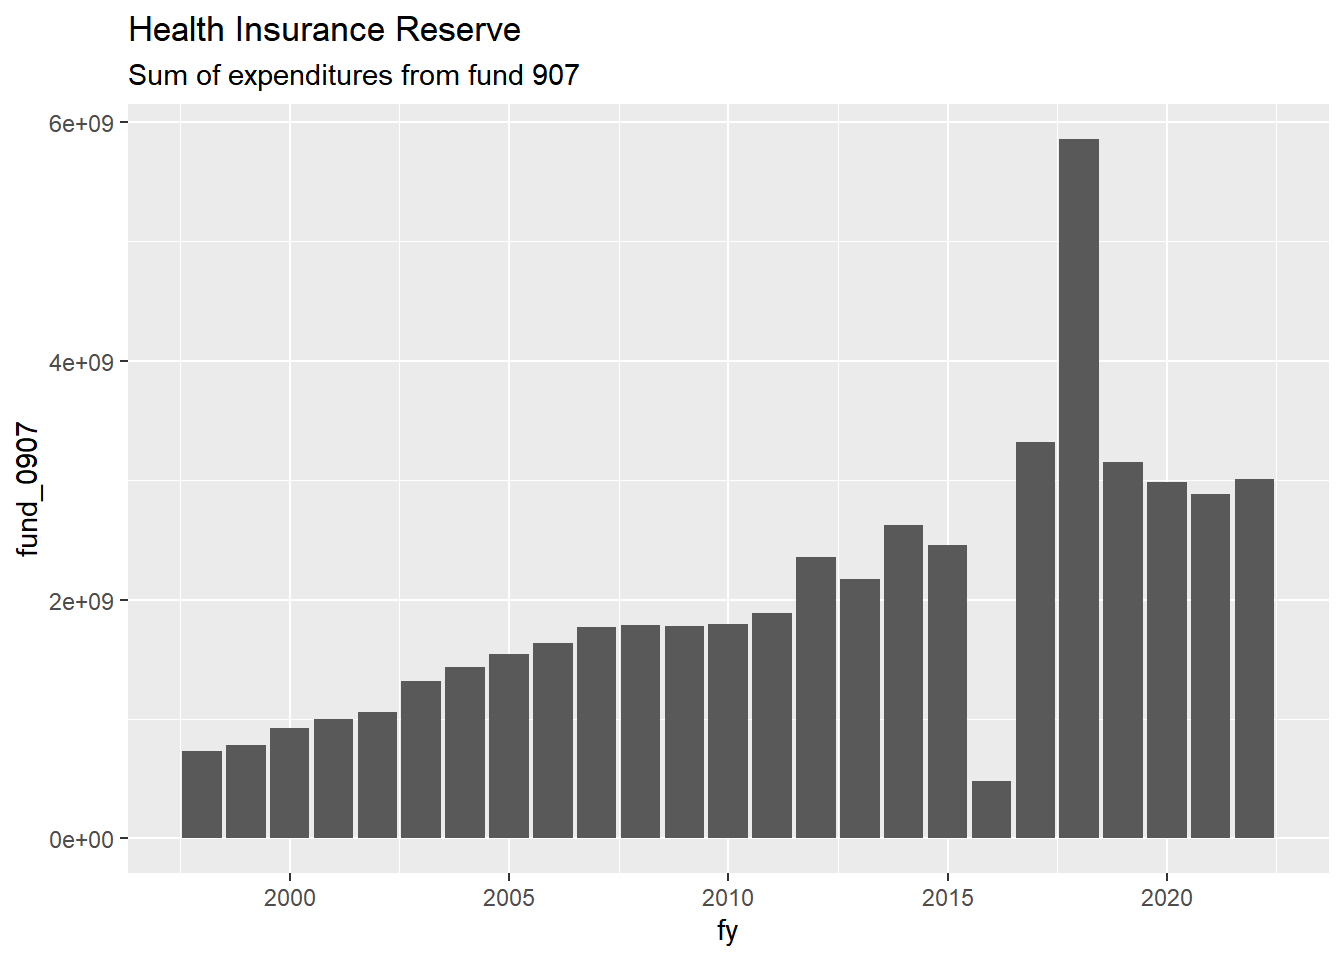 Health Insurance Reserve
Sum of expenditures from fund 907
6e+09
4e+09
2e+09
0e+00
fund_0907
2000
2005
2010
2015
2020
fy